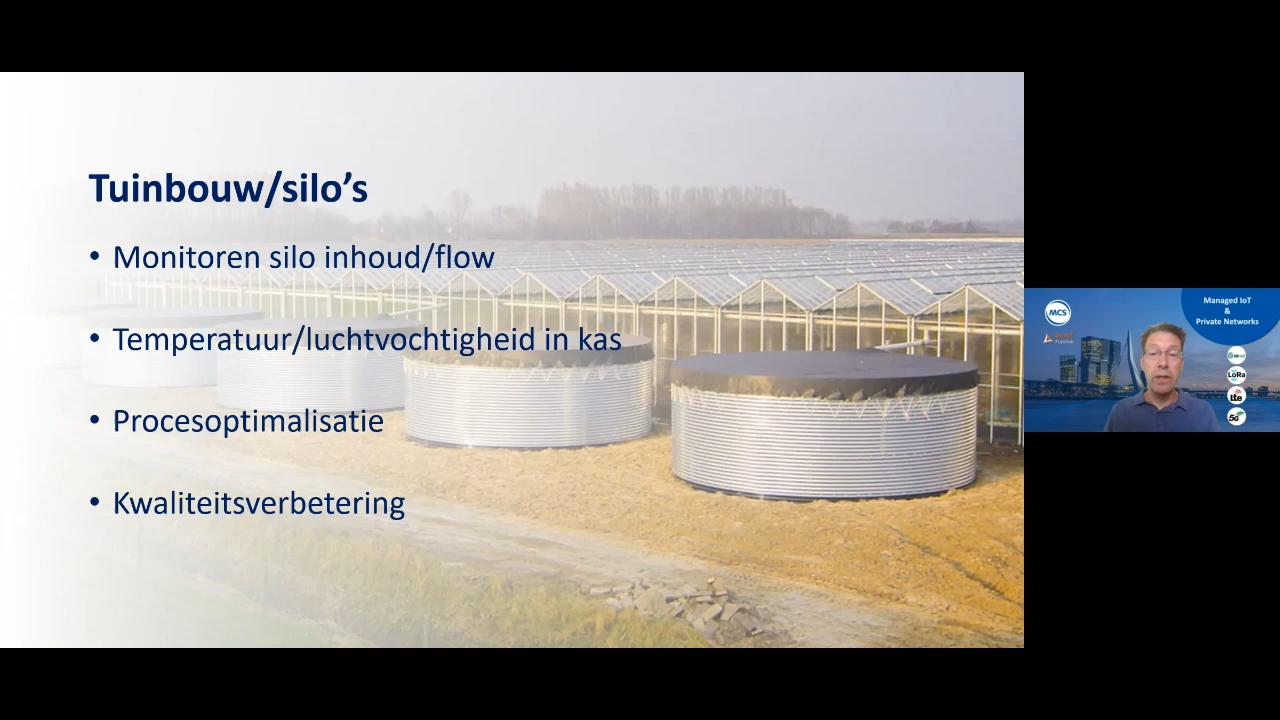 Tuinbouw/silo’s
• Monitoren silo inhoud/flow
• Temperatuur/luchtvochtigheid in kas
• Procesoptimalisatie
• Kwaliteitsverbetering
MCS
Managed IoT
&
Private Networks
LoRa
lte
5G